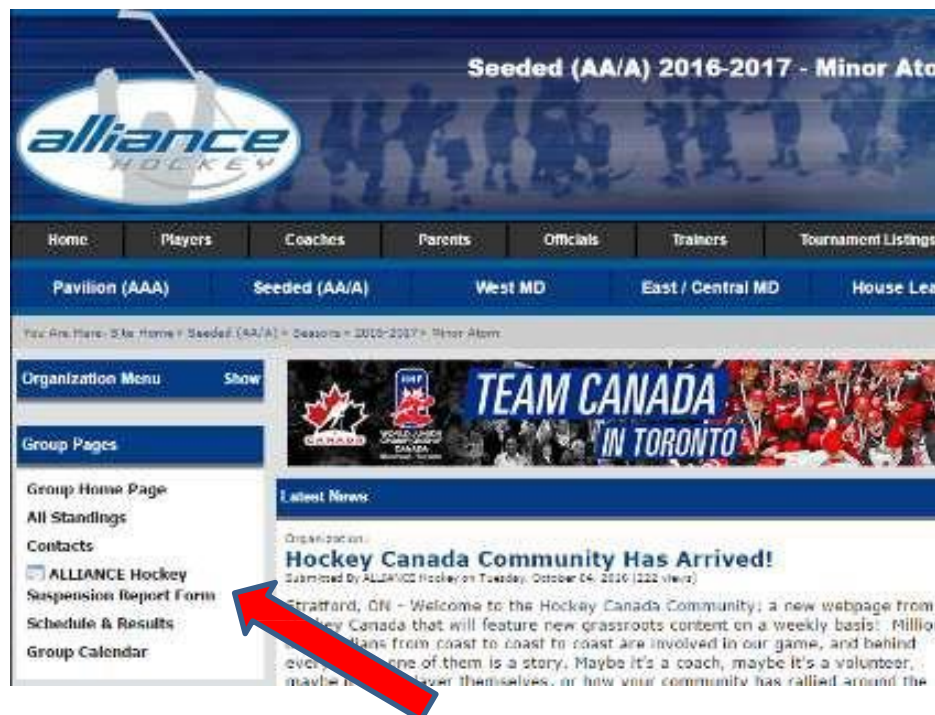 Seeded (AA/A) 2016-2017 - Minor Ato
alliance
HOCKEY
Home Players Coaches Parents Officials Trainers Tournament Listings
Pavilion (AAA) Seeded (AA/A) West MD East / Central MD House Lea
You Are Here: Site Home > Seeded (AA/A) > Seasons > 2016-2017 > Minor Atom
Organization Menu Show
CANADA
TEAM CANADA
IN TORONTO
Group Pages
Group Home Page
All Standings
Contacts
ALLIANCE Hockey
Suspension Report Form
Schedule & Results
Group Calendar
Latest News
Organization
Hockey Canada Community Has Arrived!
Submitted By ALLIANCE Hockey on Tuesday, October 04, 2016 (222 views)
Stratford, ON - Welcome to the Hockey Canada Community; a new webpage from
Canada that will feature new grassroots content on a weekly basis! Millio
from coast to coast to coast are involved in our game, and behind
one of them is a story. Maybe it's a coach, maybe it's a volunteer,
maybe themselves, or how your community has rallied around the